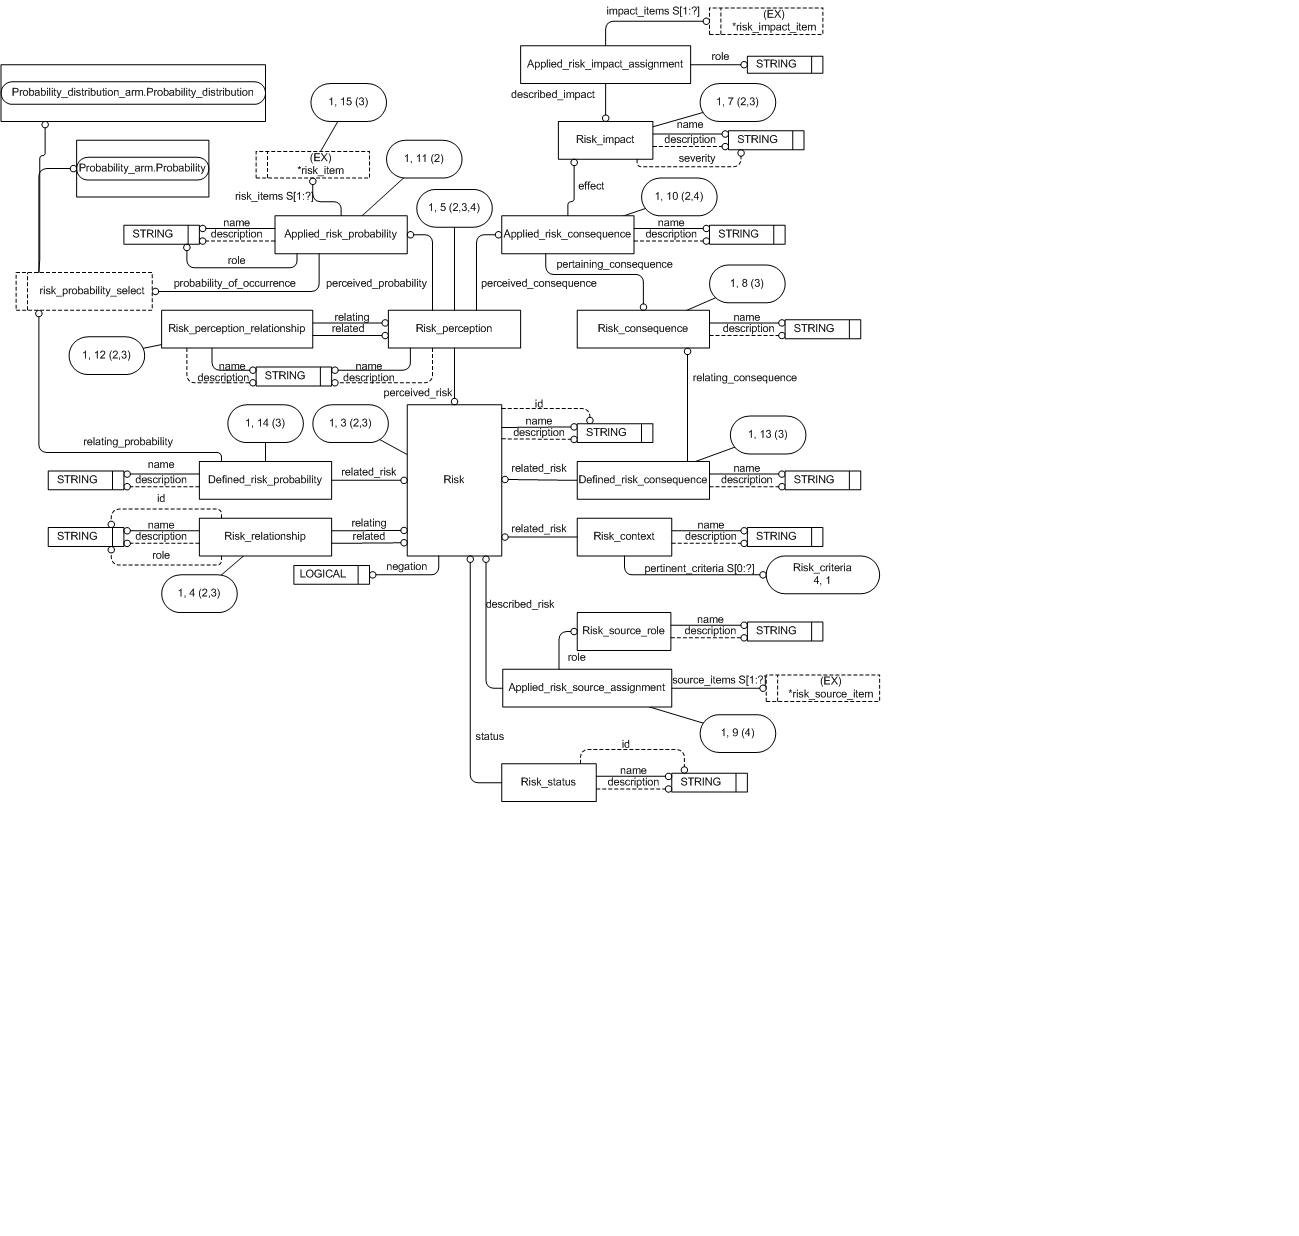 impact_items S[1:?]
(EX)
*risk_impact_item
Applied_risk_impact_assignment
role
STRING
described_impact
Probability_distribution_arm.Probability_distribution
1, 15 (3)
1, 7 (2,3)
name
description
STRING
severity
Risk_impact
Probability_arm.Probability
(EX)
*risk_item
1, 11 (2)
effect
risk_items S[1:?]
1, 5 (2,3,4)
1, 10 (2,4)
STRING
name
description
role
Applied_risk_probability
Applied_risk_consequence
name
description
STRING
pertaining_consequence
risk_probability_select
probability_of_occurrence
perceived_probability
perceived_consequence
1, 8 (3)
Risk_perception_relationship
relating
related
Risk_perception
Risk_consequence
name
description
STRING
1, 12 (2,3)
name
description
STRING
name
description
perceived_risk
relating_consequence
1, 14 (3)
1, 3 (2,3)
id
name
description
STRING
1, 13 (3)
relating_probability
STRING
name
description
Defined_risk_probability
related_risk
Risk
related_risk
Defined_risk_consequence
name
description
STRING
id
STRING
name
description
role
Risk_relationship
relating
related
related_risk
Risk_context
name
description
STRING
1, 4 (2,3)
LOGICAL
negation
pertinent_criteria S[0:?]
Risk_criteria
4, 1
described_risk
Risk_source_role
name
description
STRING
role
Applied_risk_source_assignment
source_items S[1:?]
(EX)
*risk_source_item
1, 9 (4)
status
id
Risk_status
name
description
STRING